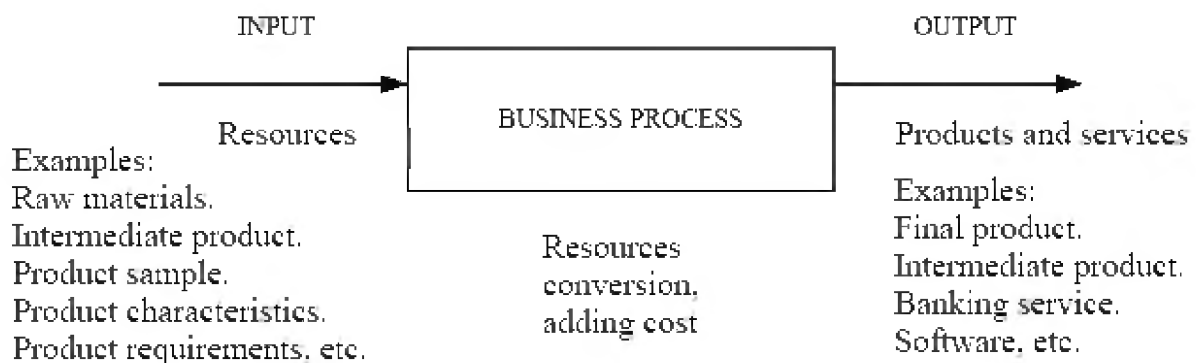 INPUT
OUTPUT
BUSINESS PROCESS
Resources
Examples:
Raw materials.
Intermediate product.
Product sample.
Product characteristics.
Product requirements, etc.
Resources
conversion,
adding cost
Products and services
Examples:
Final product.
Intermediate product.
Banking service.
Software, etc.